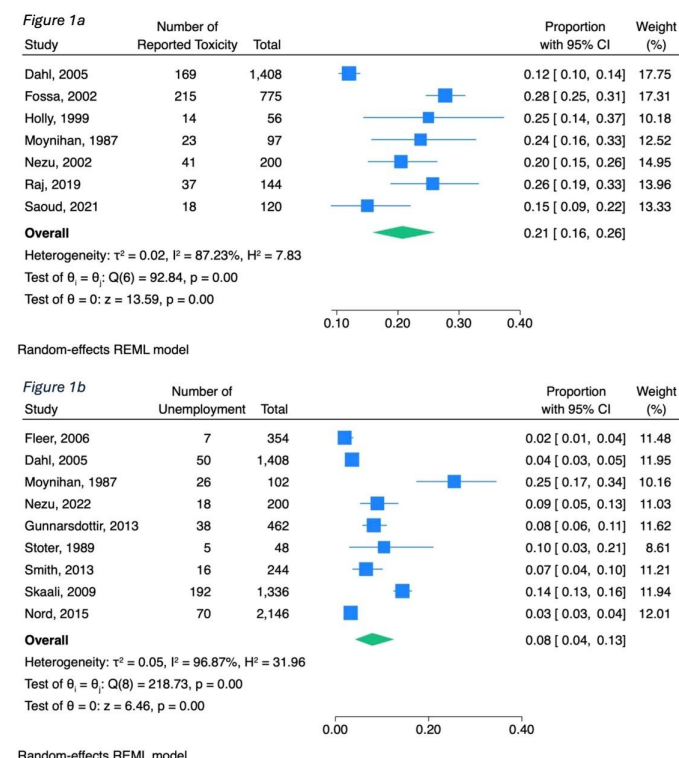 Figure 1a
Number of
Proportion Weight
Study Reported Toxicity Total with 95% CI (%)
Dahl, 2005 169 1,408 0.12 [ 0.10, 0.14] 17.75
Fossa, 2002 215 775 0.28 [ 0.25, 0.31] 17.31
Holly, 1999 14 56 0.25 [ 0.14, 0.37] 10.18
Moynihan, 1987 23 97 0.24 [ 0.16, 0.33] 12.52
Nezu, 2002 41 200 0.20 [ 0.15, 0.26] 14.95
Raj, 2019 37 144 0.26 [ 0.19, 0.33] 13.96
Saoud, 2021 18 120 0.15 [ 0.09, 0.22] 13.33
Overall 0.21 [ 0.16, 0.26]
Heterogeneity: τ² = 0.02, I² = 87.23%, H² = 7.83
Test of θᵢ = θⱼ: Q(6) = 92.84, p = 0.00
Test of θ = 0: z = 13.59, p = 0.00
0.10 0.20 0.30 0.40
Random-effects REML model
Figure 1b
Number of Proportion Weight
Study Unemployment Total with 95% CI (%)
Fleer, 2006 7 354 0.02 [ 0.01, 0.04] 11.48
Dahl, 2005 50 1,408 0.04 [ 0.03, 0.05] 11.95
Moynihan, 1987 26 102 0.25 [ 0.17, 0.34] 10.16
Nezu, 2022 18 200 0.09 [ 0.05, 0.13] 11.03
Gunnarsdottir, 2013 38 462 0.08 [ 0.06, 0.11] 11.62
Stoter, 1989 5 48 0.10 [ 0.03, 0.21] 8.61
Smith, 2013 16 244 0.07 [ 0.04, 0.10] 11.21
Skaali, 2009 192 1,336 0.14 [ 0.13, 0.16] 11.94
Nord, 2015 70 2,146 0.03 [ 0.03, 0.04] 12.01
Overall 0.08 [ 0.04, 0.13]
Heterogeneity: τ² = 0.05, I² = 96.87%, H² = 31.96
Test of θᵢ = θⱼ: Q(8) = 218.73, p = 0.00
Test of θ = 0: z = 6.46, p = 0.00
0.00 0.20 0.40
Random-effects REML model